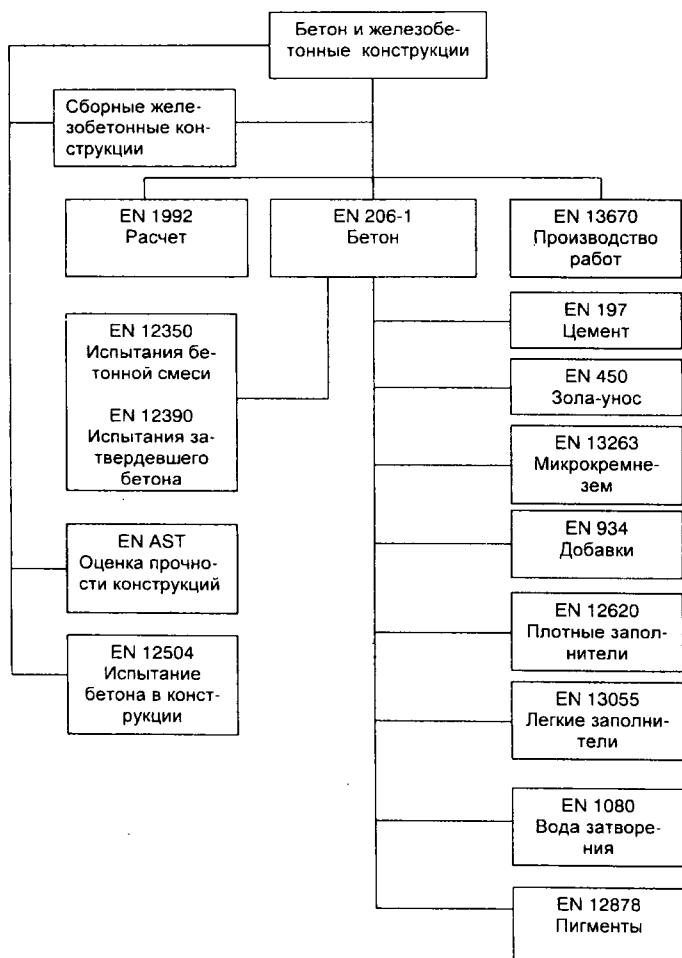 Бетон и железобе-
тонные конструкции
Сборные желе-
зобетонные кон-
струкции
EN 1992
Расчет
EN 206-1
Бетон
EN 13670
Производство
работ
EN 12350
Испытания бе-
тонной смеси
EN 12390
Испытания за-
твердевшего
бетона
EN AST
Оценка прочно-
сти конструкций
EN 12504
Испытание
бетона в конст-
рукции
EN 197
Цемент
EN 450
Зола-унос
EN 13263
Микрокремне-
зем
EN 934
Добавки
EN 12620
Плотные запол-
нители
EN 13055
Легкие заполни-
тели
EN 1080
Вода затворе-
ния
EN 12878
Пигменты